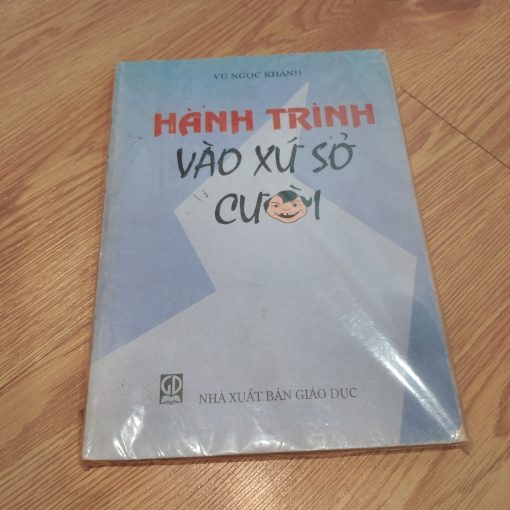 VŨ NGỌC KHÁNH
HÀNH TRÌNH
VÀO XỨ SỞ
CƯỜI
GD
NHÀ XUẤT BẢN GIÁO DỤC